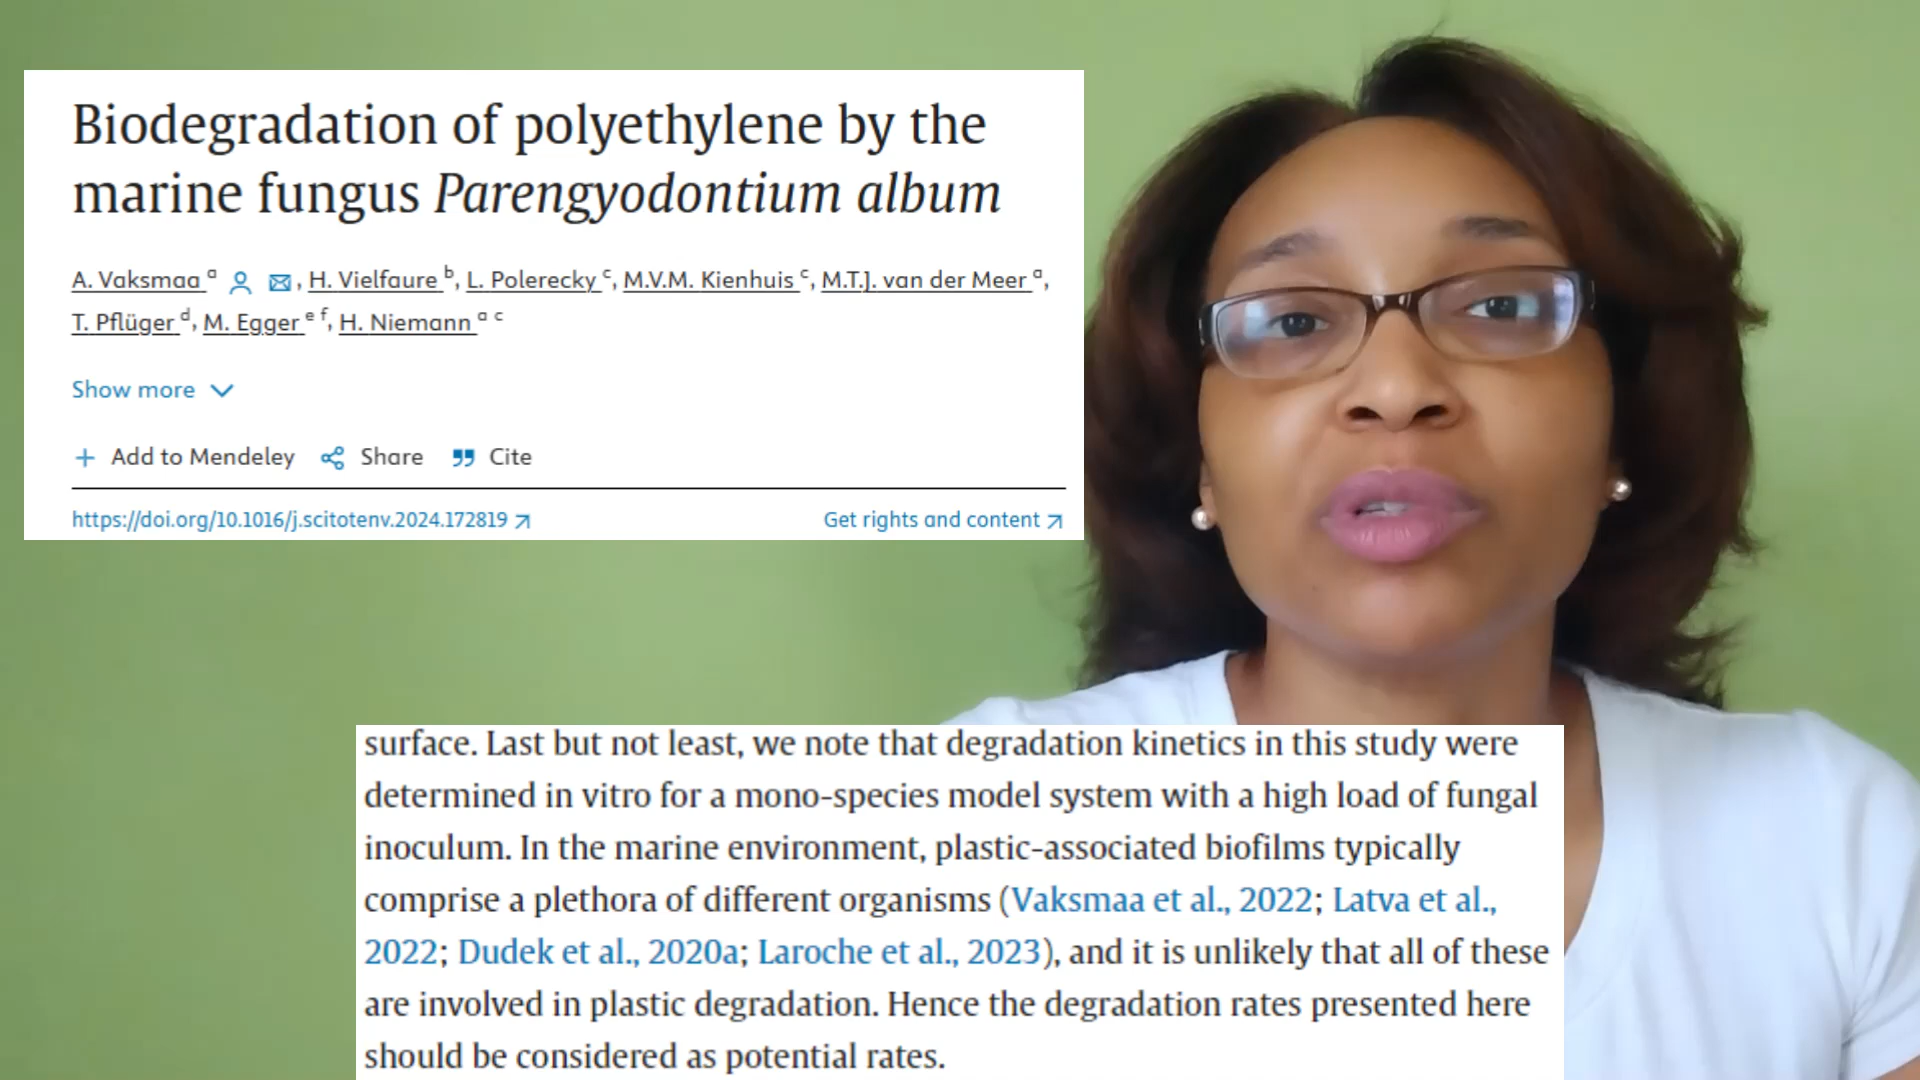 Biodegradation of polyethylene by the
marine fungus Parengyodontium album
A. Vaksmaa a, H. Vielfaure b, L. Polerecky c, M.V.M. Kienhuis c, M.T.J. van der Meer a,
T. Pflüger d, M. Egger e f, H. Niemann a c
Show more
Add to Mendeley Share Cite
https://doi.org/10.1016/j.scitotenv.2024.172819 Get rights and content
surface. Last but not least, we note that degradation kinetics in this study were
determined in vitro for a mono-species model system with a high load of fungal
inoculum. In the marine environment, plastic-associated biofilms typically
comprise a plethora of different organisms (Vaksmaa et al., 2022; Latva et al.,
2022; Dudek et al., 2020a; Laroche et al., 2023), and it is unlikely that all of these
are involved in plastic degradation. Hence the degradation rates presented here
should be considered as potential rates.